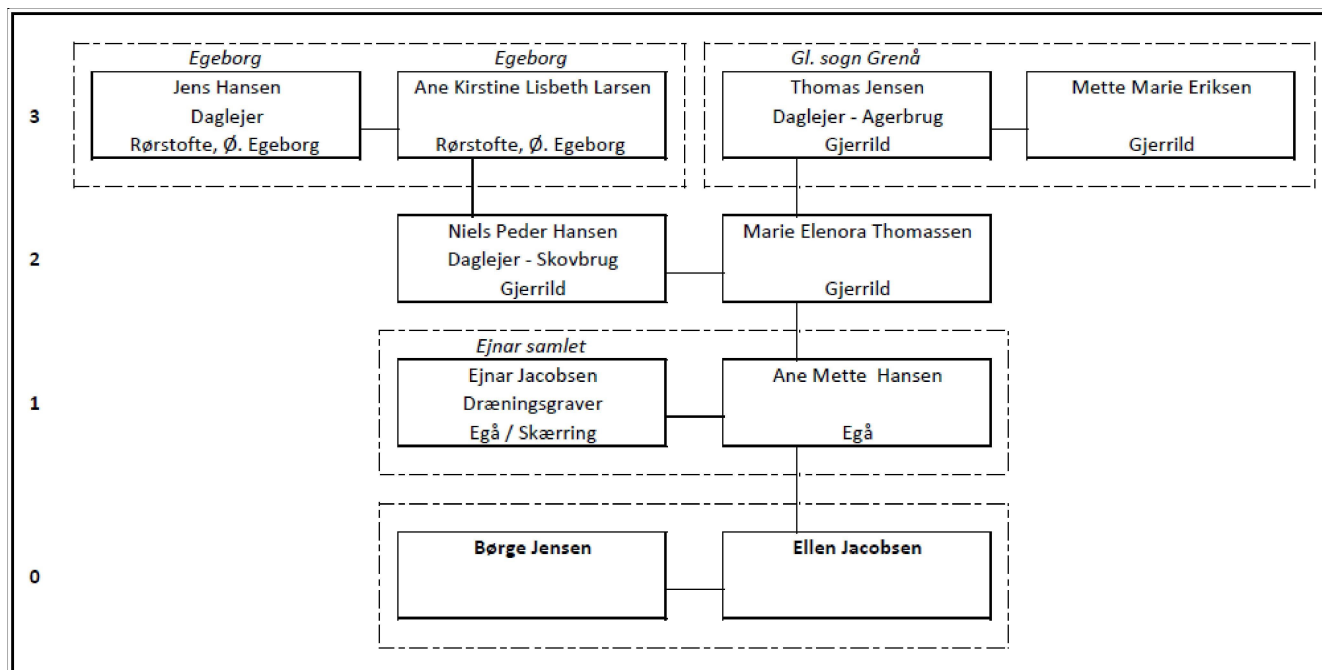 Egeborg
Egeborg
Gl. sogn Grenå
3
Jens Hansen
Daglejer
Rørstofte, Ø. Egeborg
Ane Kirstine Lisbeth Larsen
Rørstofte, Ø. Egeborg
Thomas Jensen
Daglejer - Agerbrug
Gjerrild
Mette Marie Eriksen
Gjerrild
2
Niels Peder Hansen
Daglejer - Skovbrug
Gjerrild
Marie Elenora Thomassen
Gjerrild
Ejnar samlet
1
Ejnar Jacobsen
Dræningsgraver
Egå / Skærring
Ane Mette  Hansen
Egå
0
Børge Jensen
Ellen Jacobsen